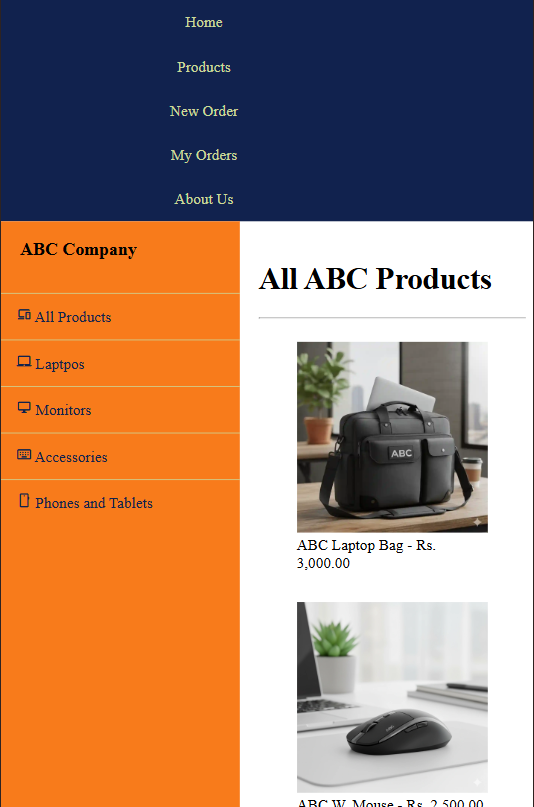 Home
Products
New Order
My Orders
About Us
ABC Company
All Products
Laptpos
Monitors
Accessories
Phones and Tablets
All ABC Products
ABC
ABC Laptop Bag - Rs.
3,000.00
ABC
ABC W. Mouse - Rs. 2,500.00